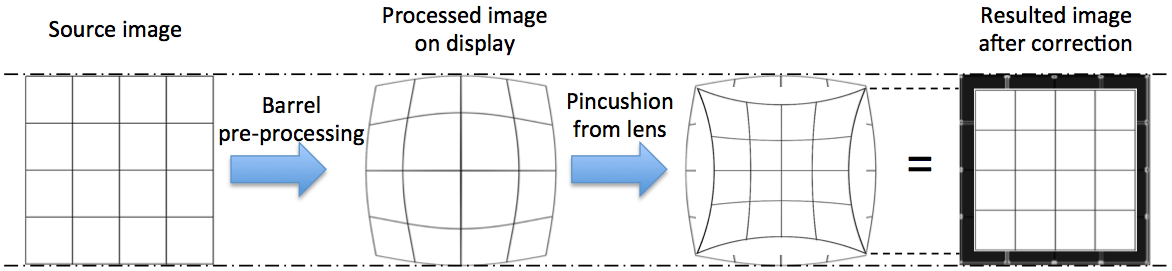 Source image
Processed image
on display
Resulted image
after correction
Barrel
pre-processing
Pincushion
from lens
=